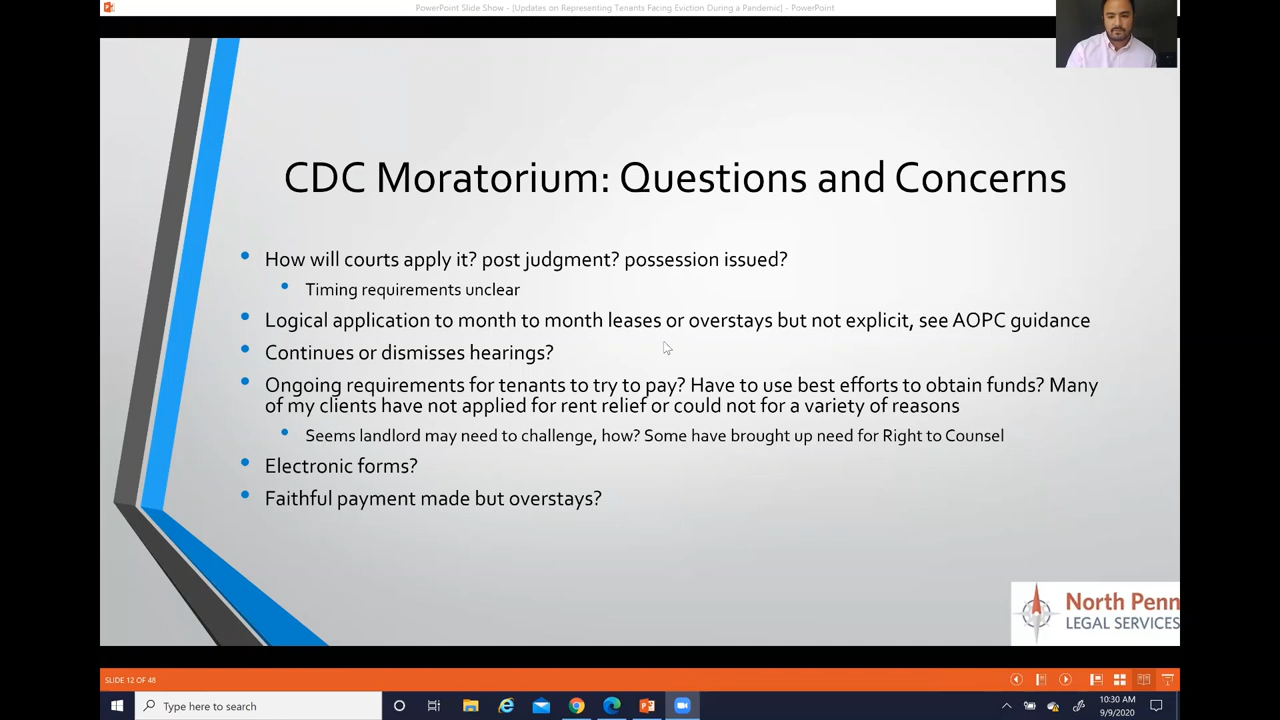 PowerPoint Slide Show - [Updates on Representing Tenants Facing Eviction During a Pandemic] - PowerPoint
CDC Moratorium: Questions and Concerns
How will courts apply it? post judgment? possession issued?
Timing requirements unclear
Logical application to month to month leases or overstays but not explicit, see AOPC guidance
Continues or dismisses hearings?
Ongoing requirements for tenants to try to pay? Have to use best efforts to obtain funds? Many
of my clients have not applied for rent relief or could not for a variety of reasons
Seems landlord may need to challenge, how? Some have brought up need for Right to Counsel
Electronic forms?
Faithful payment made but overstays?
North Penn
LEGAL SERVICES
SLIDE 12 OF 48
Type here to search
10:30 AM
9/9/2020